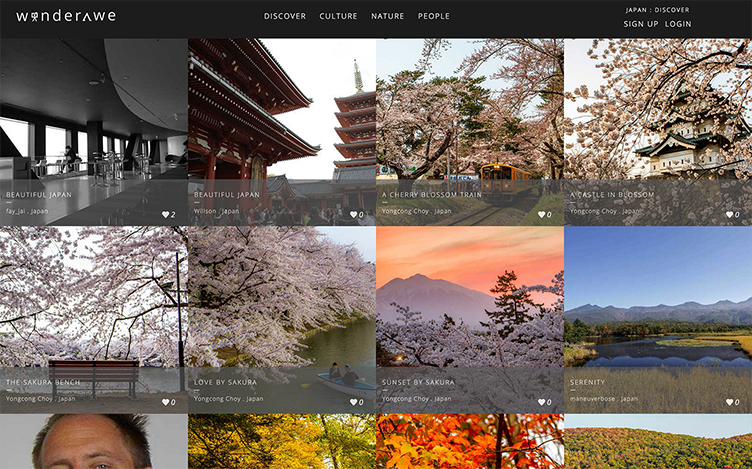 wanderawe
DISCOVER CULTURE NATURE PEOPLE
JAPAN : DISCOVER
SIGN UP LOGIN
BEAUTIFUL JAPAN
fay_jai . Japan
2
BEAUTIFUL JAPAN
Willson . Japan
0
A CHERRY BLOSSOM TRAIN
Yongcong Choy . Japan
0
A CASTLE IN BLOSSOM
Yongcong Choy . Japan
0
THE SAKURA BENCH
Yongcong Choy . Japan
0
LOVE BY SAKURA
Yongcong Choy . Japan
0
SUNSET BY SAKURA
Yongcong Choy . Japan
0
SERENITY
maneuverbose . Japan
0